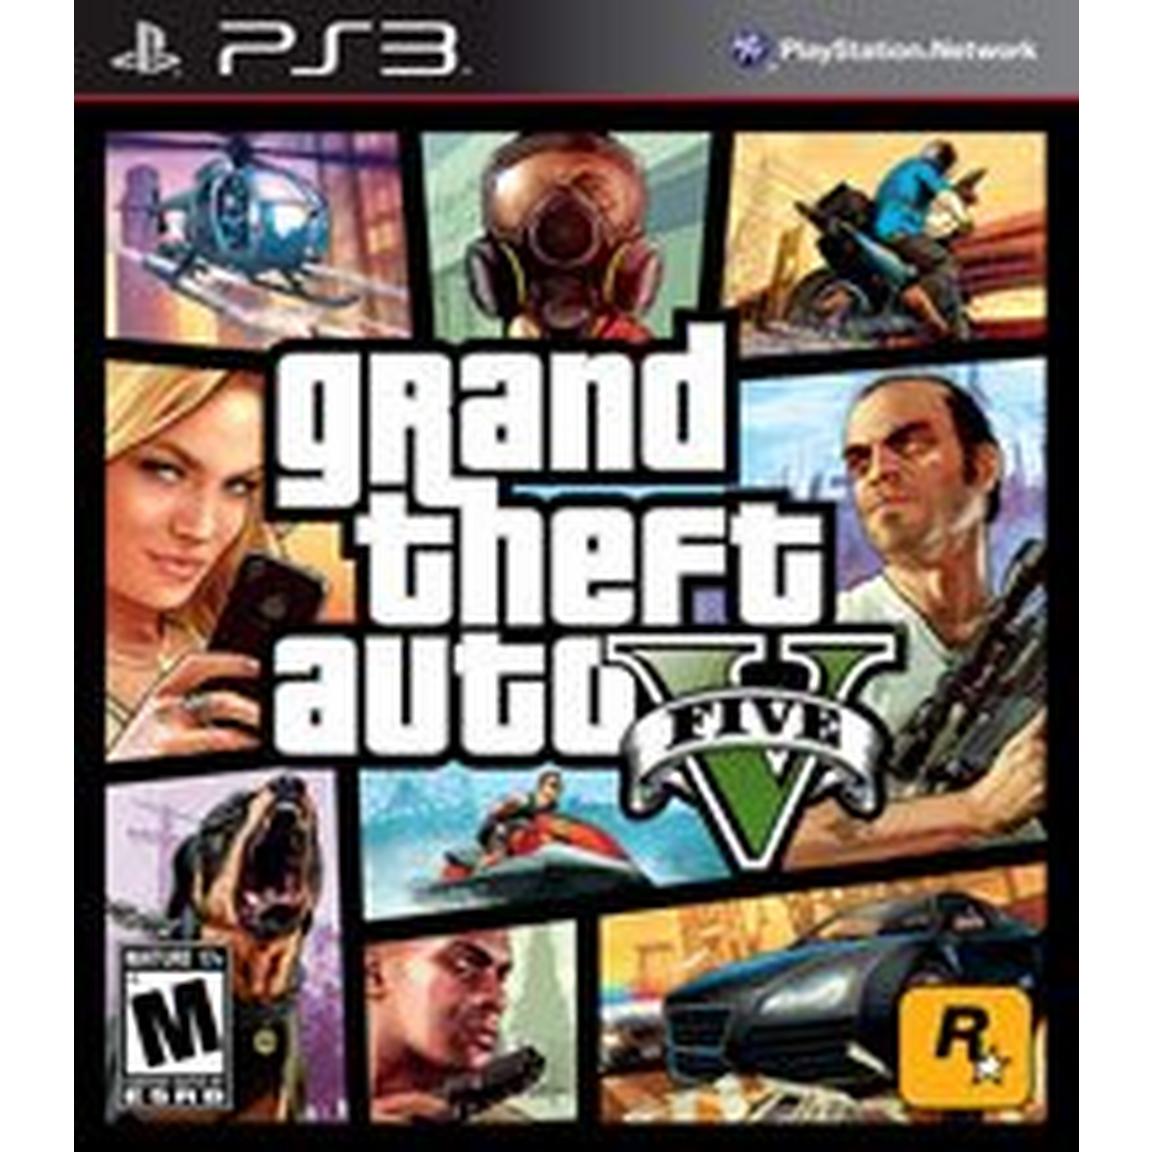 PS3
PlayStation Network
grand
theft
auto V
FIVE
MATURE 17+
M
ESRB
R